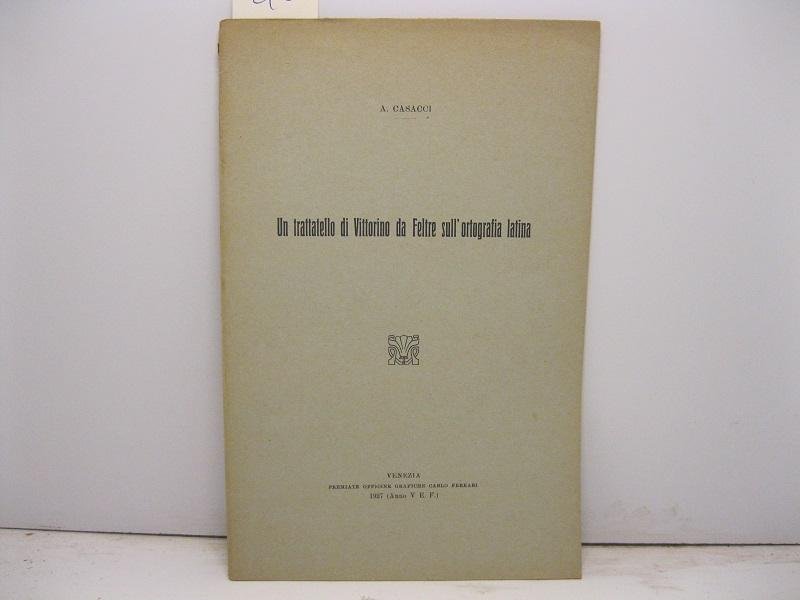 A. CASACCI
Un trattatello di Vittorino da Feltre sull'ortografia latina
VENEZIA
PREMIATE OFFICINE GRAFICHE CARLO FERRARI
1927 (Anno V E. F.)